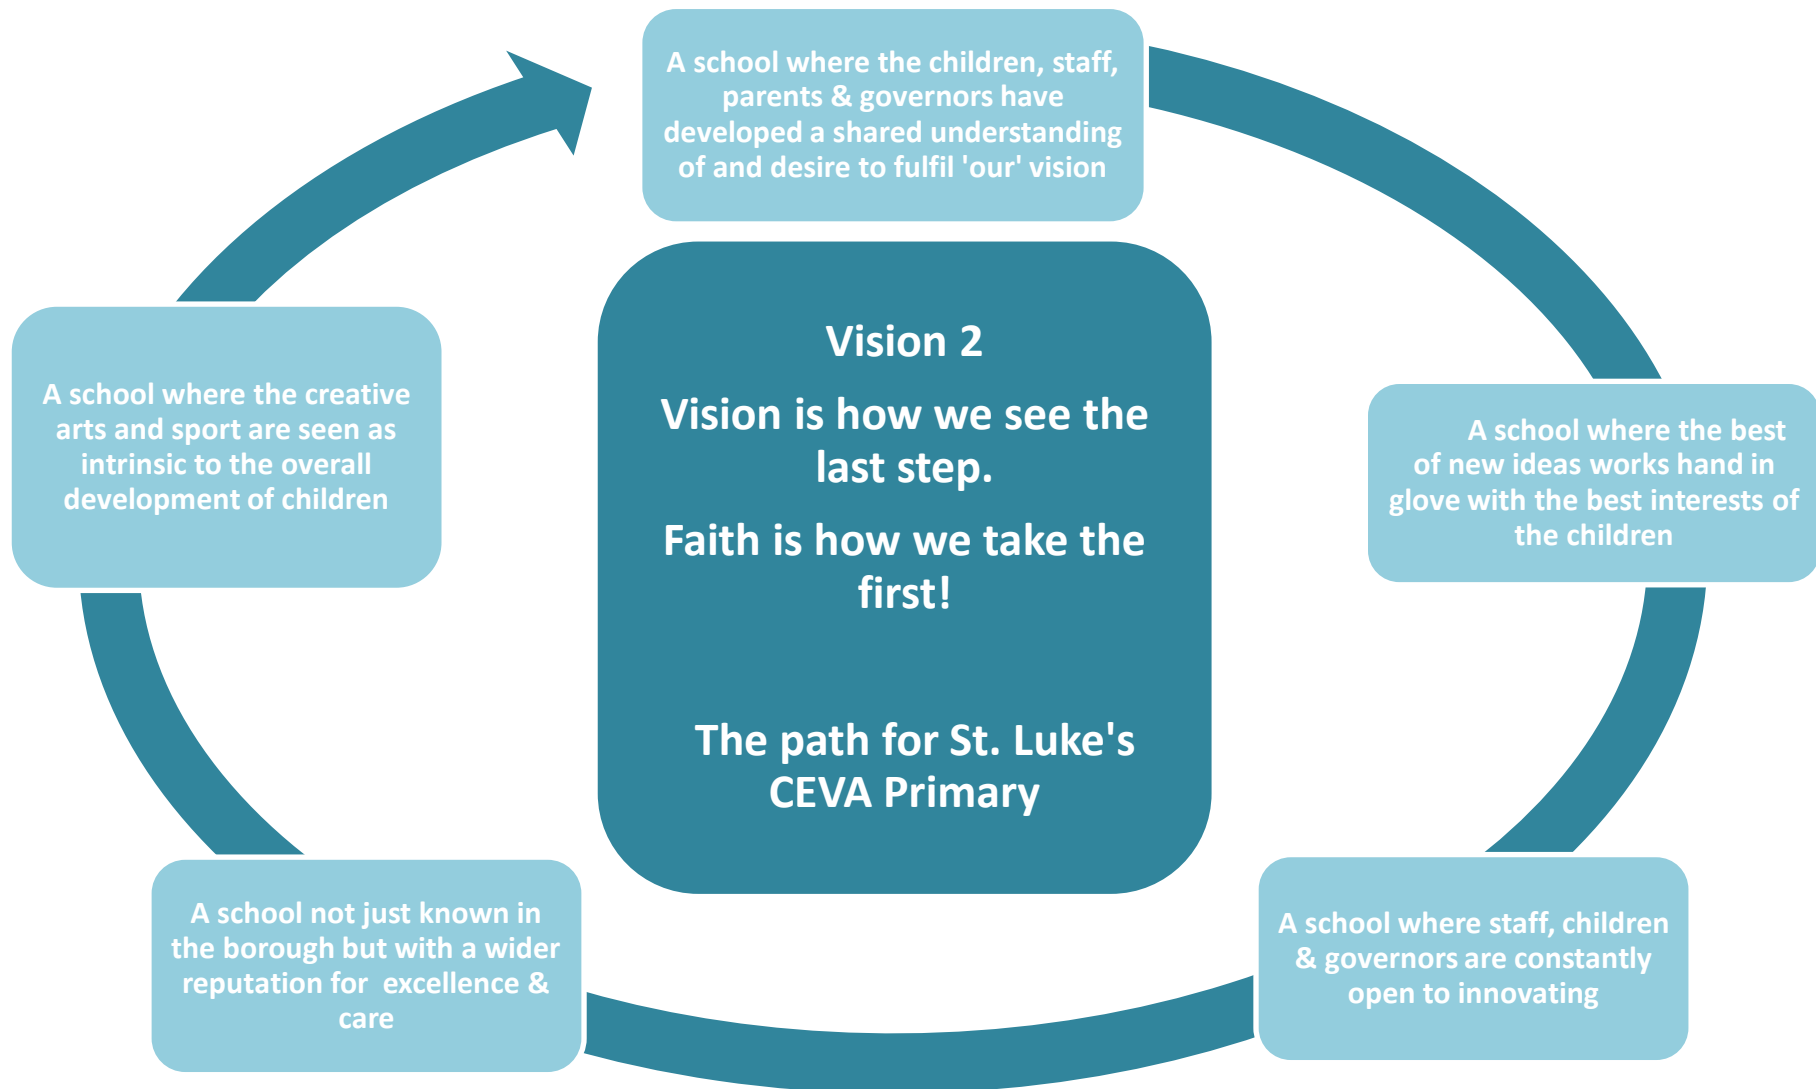 A school where the children, staff,
parents & governors have
developed a shared understanding
of and desire to fulfil 'our' vision
Vision 2
Vision is how we see the
last step.
Faith is how we take the
first!
The path for St. Luke's
CEVA Primary
A school where the best
of new ideas works hand in
glove with the best interests of
the children
A school where staff, children
& governors are constantly
open to innovating
A school not just known in
the borough but with a wider
reputation for excellence &
care
A school where the creative
arts and sport are seen as
intrinsic to the overall
development of children